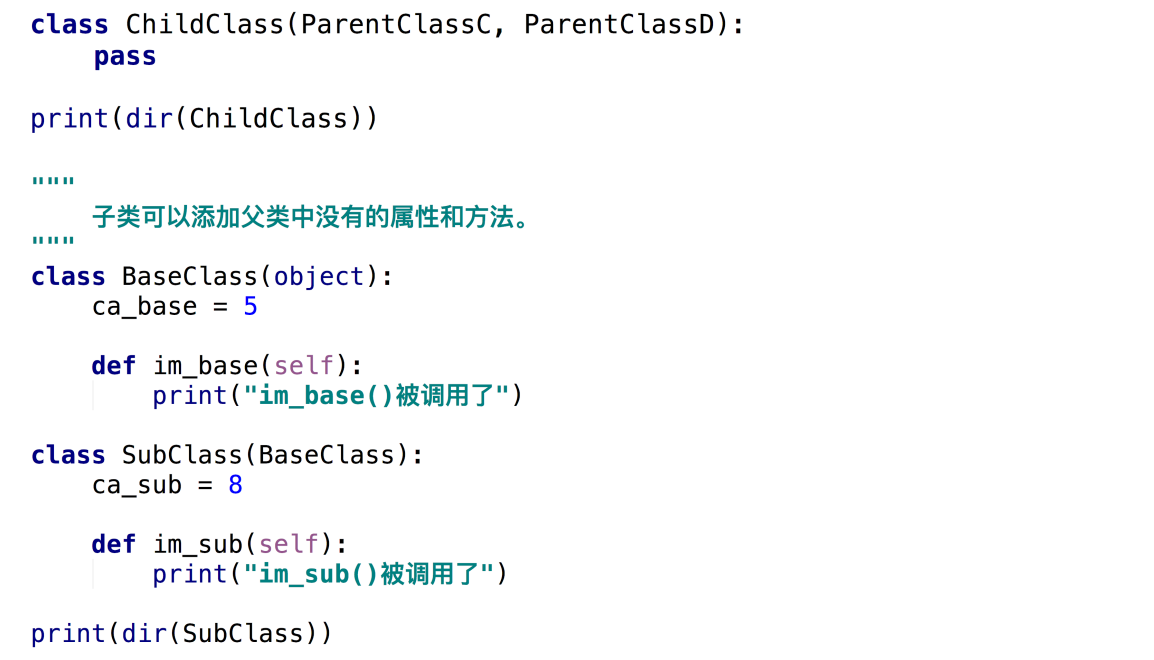 class ChildClass(ParentClassC, ParentClassD):
    pass

print(dir(ChildClass))

"""
    子类可以添加父类中没有的属性和方法。
"""
class BaseClass(object):
    ca_base = 5

    def im_base(self):
        print("im_base()被调用了")

class SubClass(BaseClass):
    ca_sub = 8

    def im_sub(self):
        print("im_sub()被调用了")

print(dir(SubClass))